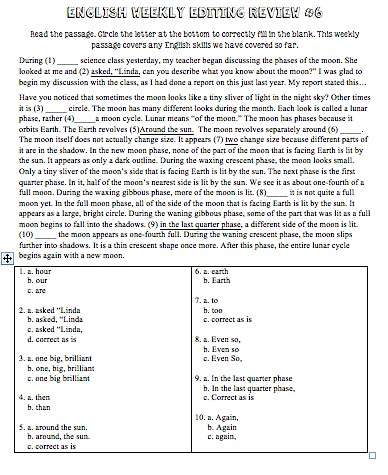 ENGLISH WEEKLY EDITING REVIEW #6
Read the passage. Circle the letter at the bottom to correctly fill in the blank. This weekly
passage covers any English skills we have covered so far.
During (1) _____ science class yesterday, my teacher began discussing the phases of the moon. She
looked at me and (2) asked, "Linda, can you describe what you know about the moon?" I was glad to
begin my discussion with the class, as I had done a report on this just last year. My report stated this…
Have you noticed that sometimes the moon looks like a tiny sliver of light in the night sky? Other times
it is (3) _____ circle. The moon has many different looks during the month. Each look is called a lunar
phase, rather (4)_____a moon cycle. Lunar means "of the moon." The moon has phases because it
orbits Earth. The Earth revolves (5)Around the sun. The moon revolves separately around (6) _____.
The moon itself does not actually change size. It appears (7) two change size because different parts of
it are in the shadow. In the new moon phase, none of the part of the moon that is facing Earth is lit by
the sun. It appears as only a dark outline. During the waxing crescent phase, the moon looks small.
Only a tiny sliver of the moon's side that is facing Earth is lit by the sun. The next phase is the first
quarter phase. In it, half of the moon's nearest side is lit by the sun. We see it as about one-fourth of a
full moon. During the waxing gibbous phase, more of the moon is lit. (8)_____ it is not quite a full
moon yet. In the full moon phase, all of the side of the moon that is facing Earth is lit by the sun. It
appears as a large, bright circle. During the waning gibbous phase, some of the part that was lit as a full
moon begins to fall into the shadows. (9) in the last quarter phase, a different side of the moon is lit.
(10) _____ the moon appears as one-fourth full. During the waning crescent phase, the moon slips
further into shadows. It is a thin crescent shape once more. After this phase, the entire lunar cycle
begins again with a new moon.
1. a. hour
b. our
c. are
2. a. asked "Linda
b. asked, "Linda
c. asked "Linda,
d. correct as is
3. a. one big, brilliant
b. one, big, brilliant
c. one big brilliant
4. a. then
b. than
5. a. around the sun.
b. around, the sun.
c. correct as is
6. a. earth
b. Earth
7. a. to
b. too
c. correct as is
8. a. Even so,
b. Even so
c. Even So,
9. a. In the last quarter phase
b. In the last quarter phase,
c. Correct as is
10. a. Again,
b. Again
c. again,